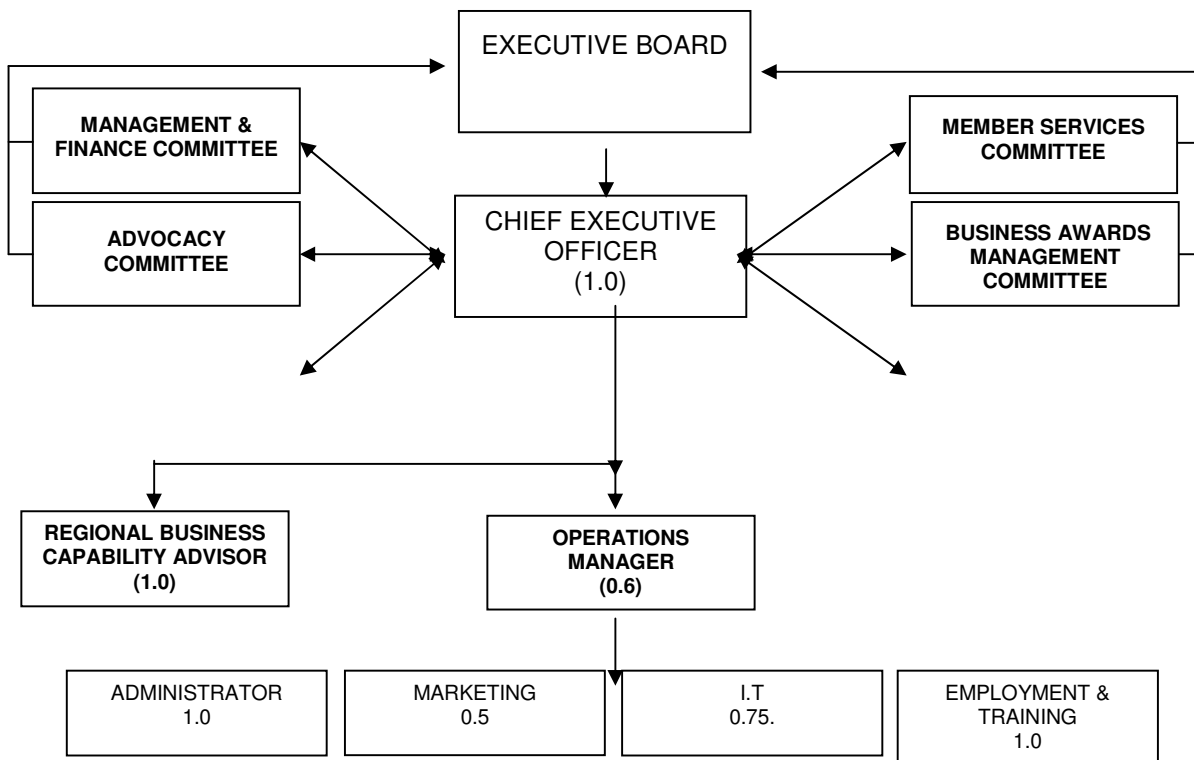 EXECUTIVE BOARD
MANAGEMENT &
FINANCE COMMITTEE
MEMBER SERVICES
COMMITTEE
ADVOCACY
COMMITTEE
CHIEF EXECUTIVE
OFFICER
(1.0)
BUSINESS AWARDS
MANAGEMENT
COMMITTEE
REGIONAL BUSINESS
CAPABILITY ADVISOR
(1.0)
OPERATIONS
MANAGER
(0.6)
ADMINISTRATOR
1.0
MARKETING
0.5
I.T
0.75.
EMPLOYMENT &
TRAINING
1.0